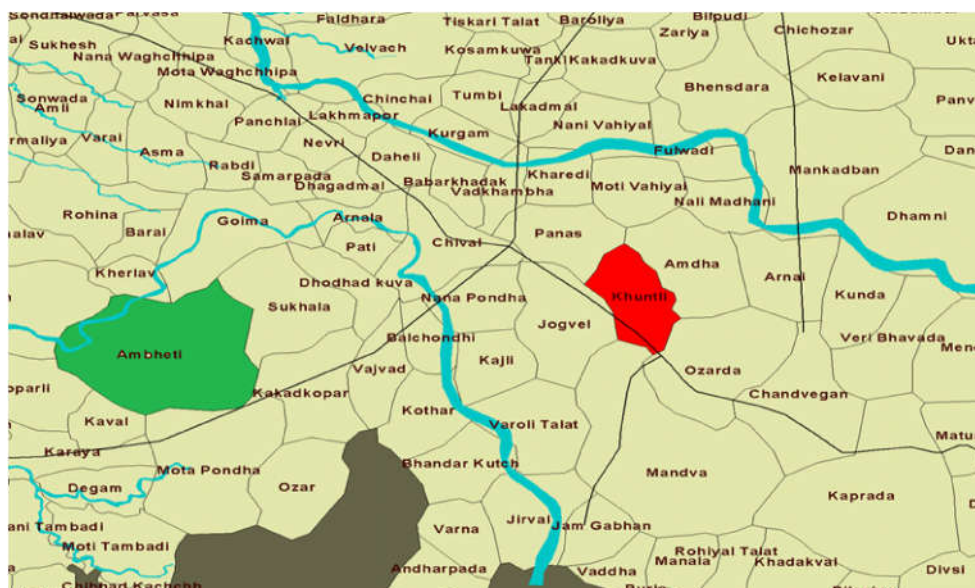 Sondhalwada
Parvasa
Faldhara
Tiskari Talat
Baroliya
Bilpudi
Sukhesh
Kachwal
Velvach
Kosamkuwa
Zariya
Chichozar
Nana Waghchhipa
Tanki
Kakadkuva
Mota Waghchhipa
Kelavani
Sonwada
Amli
Nimkhal
Chinchai
Tumbi
Lakadmal
Bhensdara
Panchlai
Lakhmapor
Kurgam
Nani Vahiyal
Varai
Asma
Nevri
Daheli
Fulwadi
Rabdi
Samarpada
Dhagadmal
Babarkhadak
Vadkhambha
Kharedi
Moti Vahiyal
Mankadban
Nali Madhani
Rohina
Goima
Arnala
Dhamni
Barai
Pati
Chival
Panas
Kherlav
Amdha
Arnai
Dhodhad kuva
Sukhala
Nana Pondha
Khuntli
Kunda
Jogvel
Balchondhi
Veri Bhavada
Ambheti
Vajvad
Kajli
Ozarda
Kakadkopar
Chandvegan
Kaval
Kothar
Varoli Talat
Karaya
Mota Pondha
Bhandar Kutch
Mandva
Degam
Ozar
Kaprada
Jirval
Jam Gabhan
Varna
Moti Tambadi
Rohiyal Talat
Manala
Khadakval
Andharpada
Vaddha
Divsi